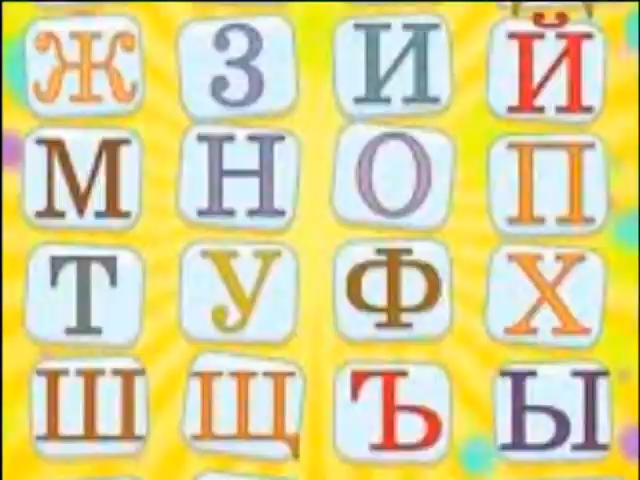 Ж З И Й
М Н О П
Т У Ф Х
Ш Щ Ъ Ы